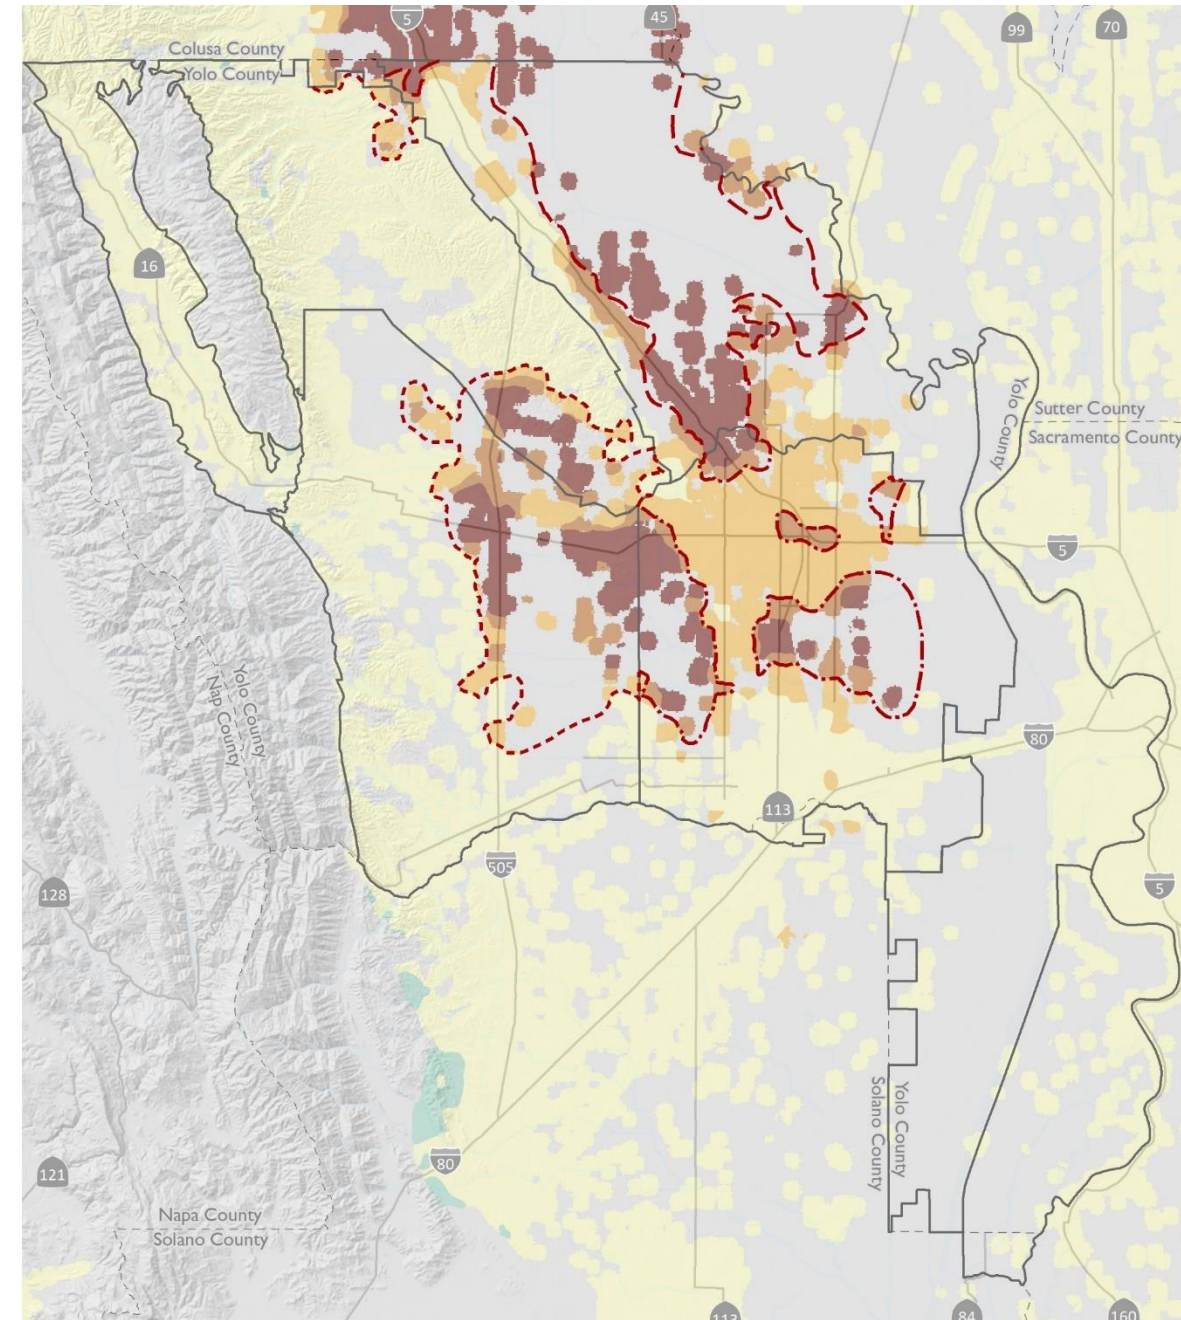 5
45
99
70
Colusa County
Yolo County
16
Yolo County
Sutter County
Sacramento County
5
Yolo County
Nap County
80
113
505
128
5
Yolo County
Solano County
80
121
Napa County
Solano County
113
84
160